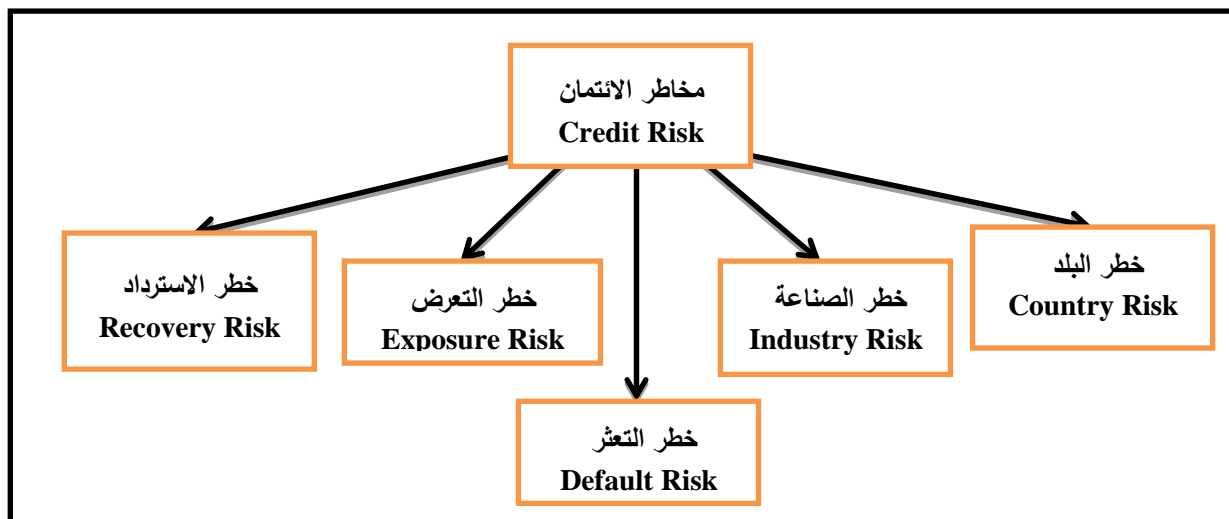 مخاطر الائتمان
Credit Risk
خطر البلد
Country Risk
خطر الصناعة
Industry Risk
خطر التعرض
Exposure Risk
خطر الاسترداد
Recovery Risk
خطر التعثر
Default Risk